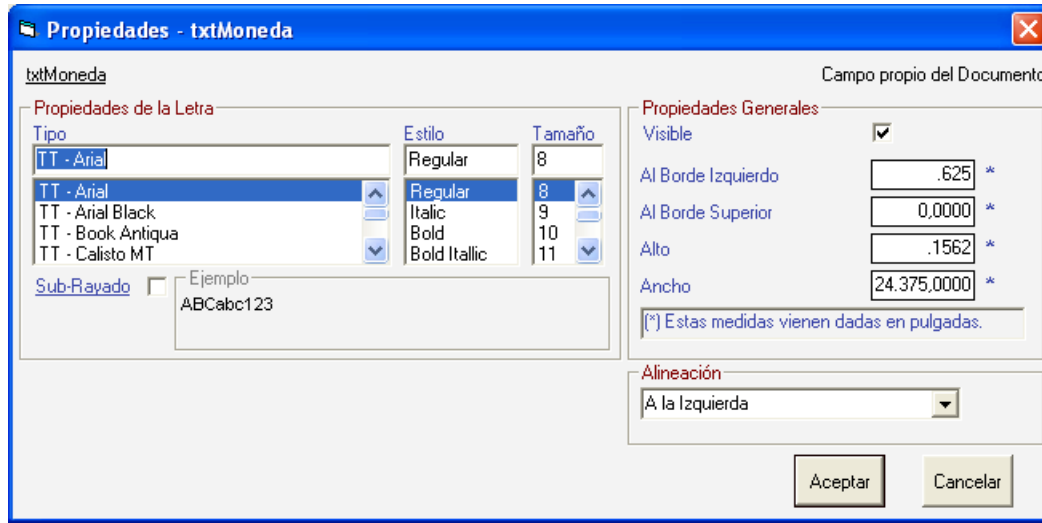 Propiedades - txtMoneda
txtMoneda
Campo propio del Documento
Propiedades de la Letra
Tipo
Estilo
Tamaño
TT - Arial
Regular
8
TT - Arial
TT - Arial Black
TT - Book Antiqua
TT - Calisto MT
Regular
Italic
Bold
Bold Itallic
8
9
10
11
Sub-Rayado
Ejemplo
ABCabc123
Propiedades Generales
Visible
Al Borde Izquierdo
.625 *
Al Borde Superior
0,0000 *
Alto
.1562 *
Ancho
24.375,0000 *
(*) Estas medidas vienen dadas en pulgadas.
Alineación
A la Izquierda
Aceptar
Cancelar